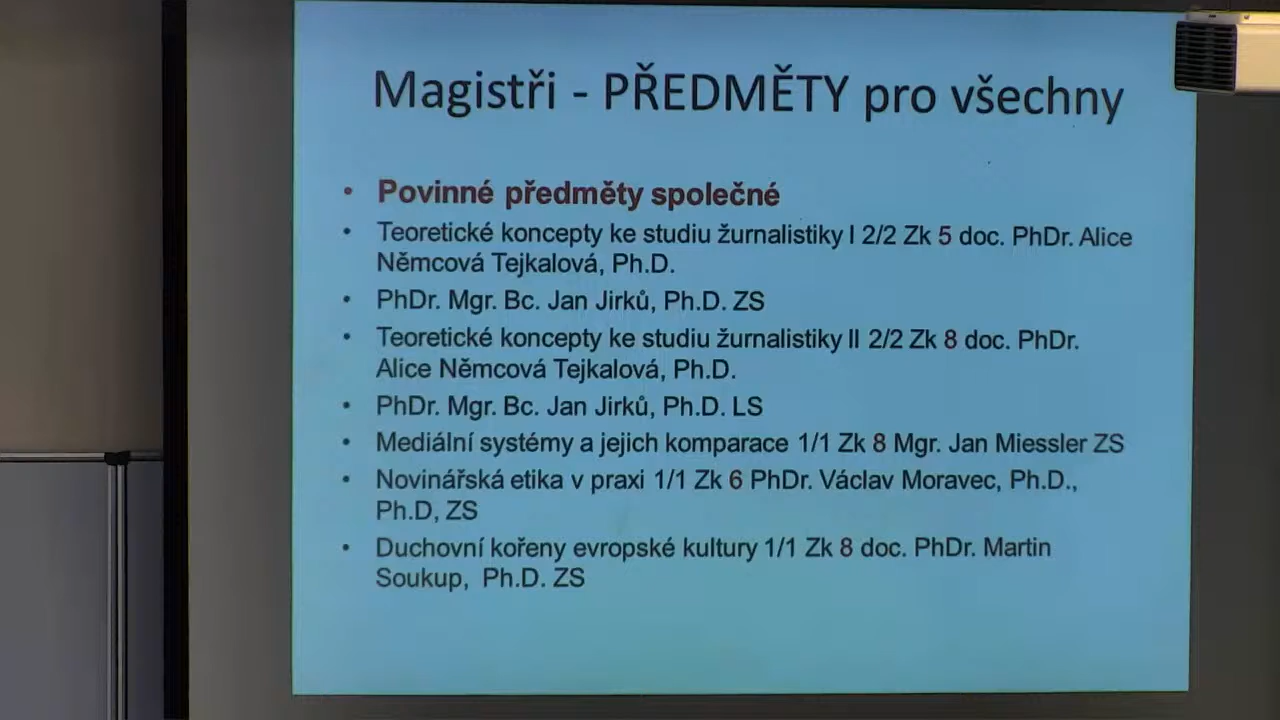 Magistři - PŘEDMĚTY pro všechny
• Povinné předměty společné
• Teoretické koncepty ke studiu žurnalistiky I 2/2 Zk 5 doc. PhDr. Alice
Němcová Tejkalová, Ph.D.
• PhDr. Mgr. Bc. Jan Jirků, Ph.D. ZS
• Teoretické koncepty ke studiu žurnalistiky II 2/2 Zk 8 doc. PhDr.
Alice Němcová Tejkalová, Ph.D.
• PhDr. Mgr. Bc. Jan Jirků, Ph.D. LS
• Mediální systémy a jejich komparace 1/1 Zk 8 Mgr. Jan Miessler ZS
• Novinářská etika v praxi 1/1 Zk 6 PhDr. Václav Moravec, Ph.D.,
Ph.D, ZS
• Duchovní kořeny evropské kultury 1/1 Zk 8 doc. PhDr. Martin
Soukup, Ph.D. ZS